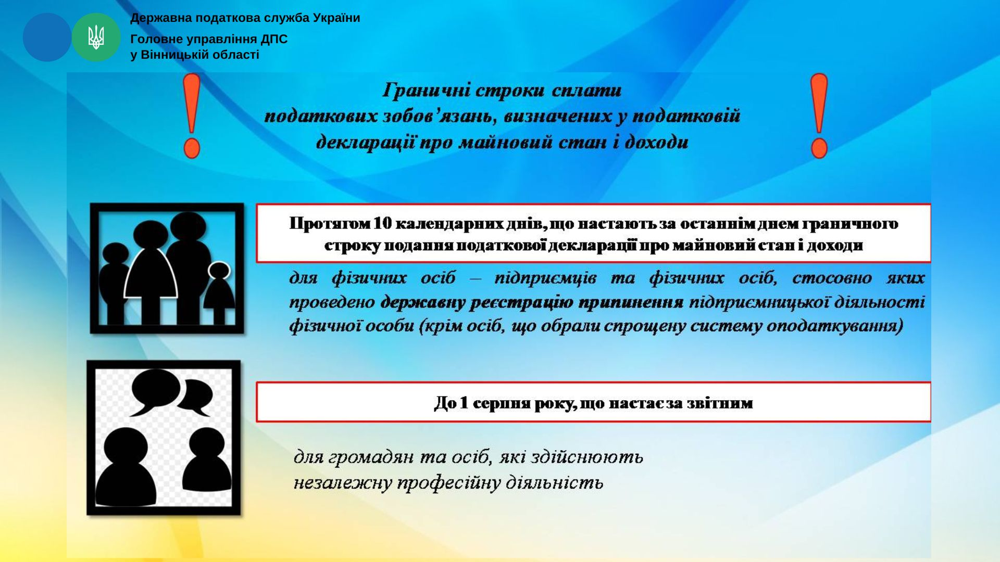 Державна податкова служба України
Головне управління ДПС
у Вінницькій області
Граничні строки сплати
податкових зобов’язань, визначених у податковій
декларації про майновий стан і доходи
Протягом 10 календарних днів, що настають за останнім днем граничного
строку подання податкової декларації про майновий стан і доходи
для фізичних осіб – підприємців та фізичних осіб, стосовно яких
проведено державну реєстрацію припинення підприємницької діяльності
фізичної особи (крім осіб, що обрали спрощену систему оподаткування)
До 1 серпня року, що настає за звітним
для громадян та осіб, які здійснюють
незалежну професійну діяльність